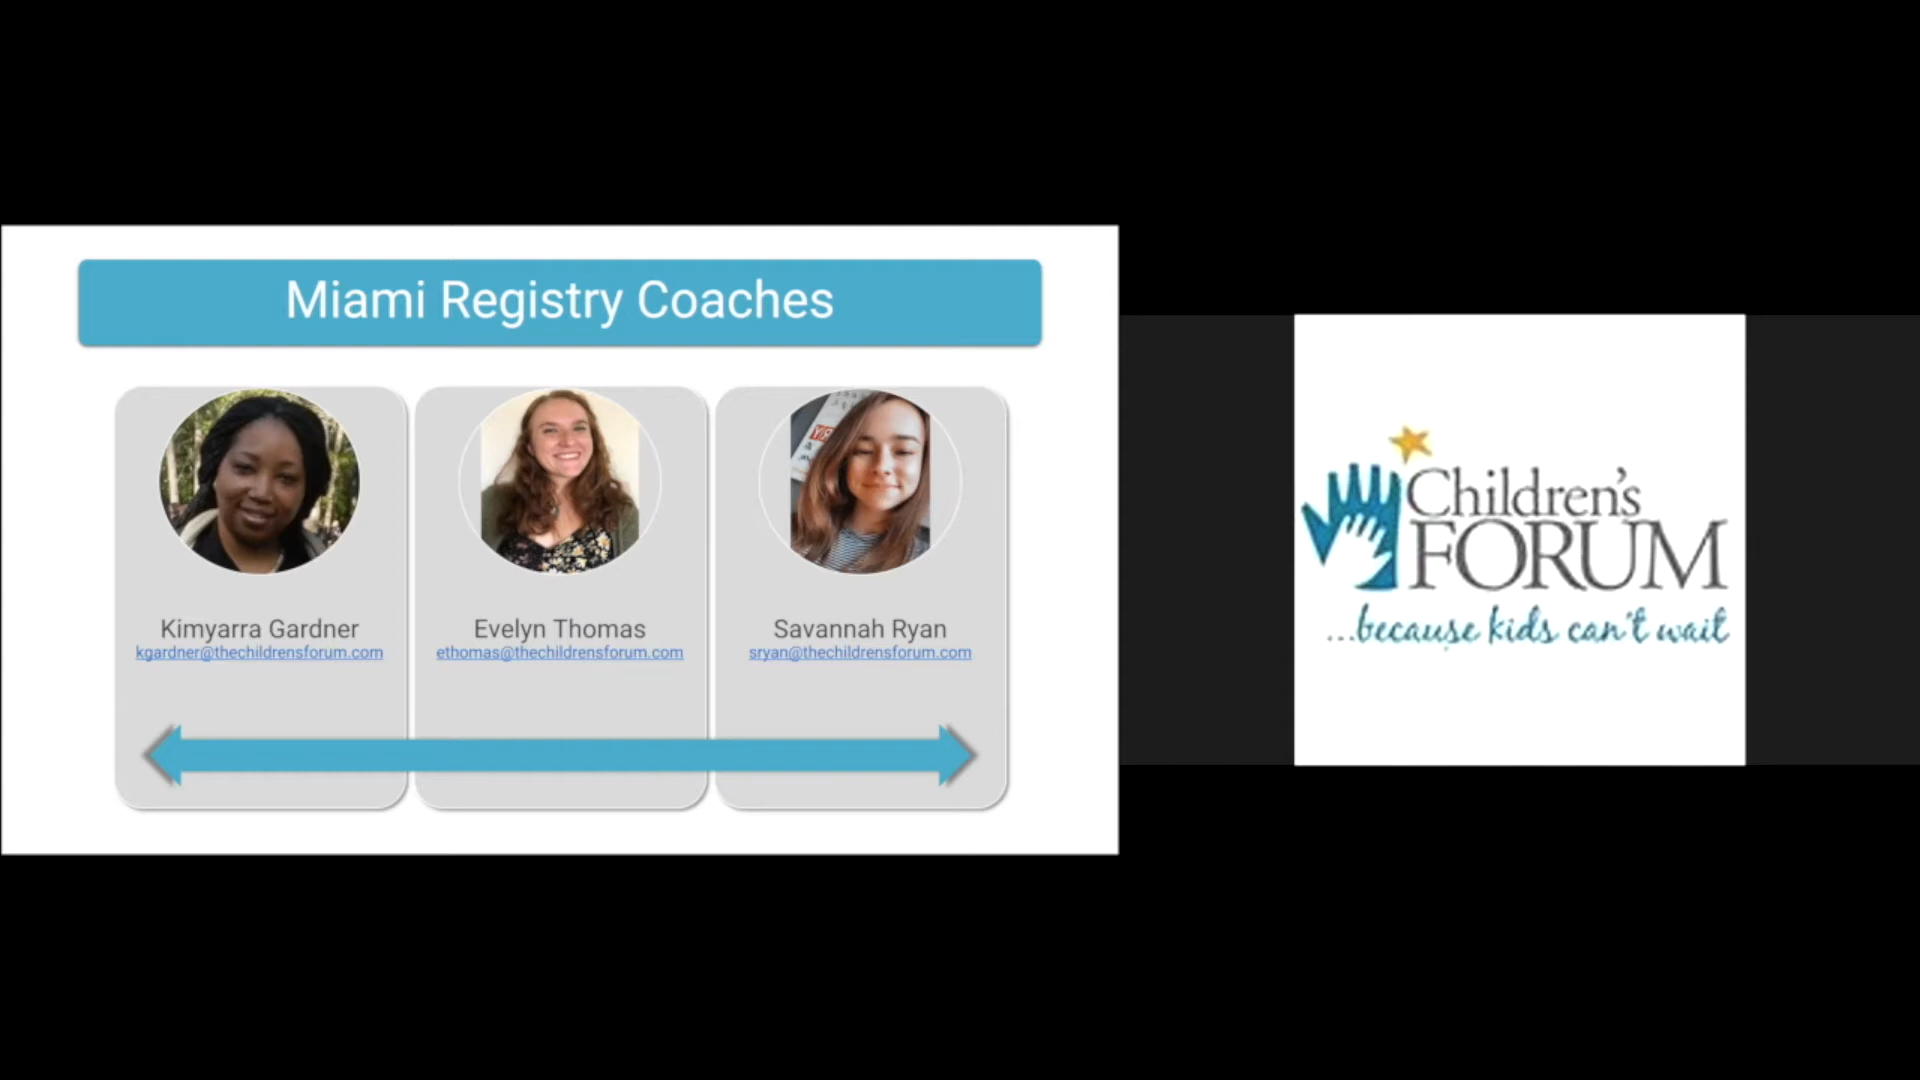 Miami Registry Coaches
Kimyarra Gardner
kgardner@thechildrensforum.com
Evelyn Thomas
ethomas@thechildrensforum.com
Savannah Ryan
sryan@thechildrensforum.com
Children's
FORUM
...because kids can't wait